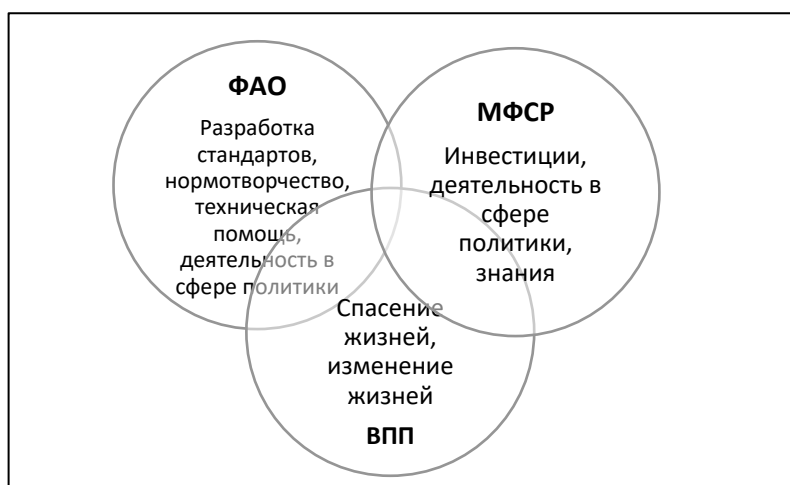 ФАО
Разработка
стандартов,
нормотворчество,
техническая
помощь,
деятельность в
сфере политики
МФСР
Инвестиции,
деятельность в
сфере
политики,
знания
Спасение
жизней,
изменение
жизней
ВПП